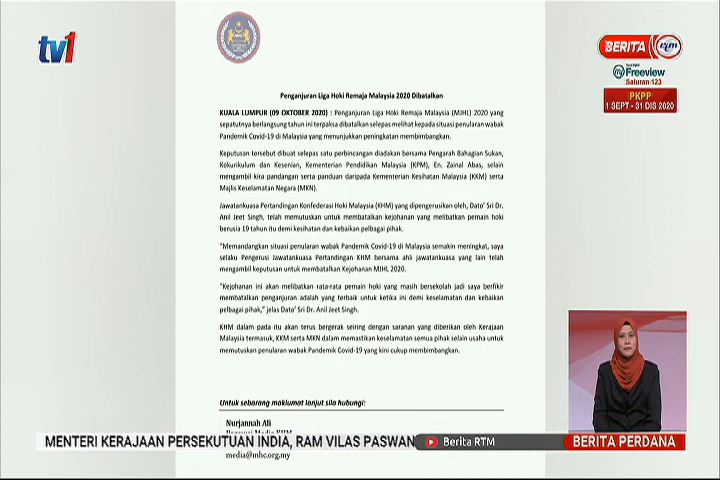 tv1
BERITA rtm
myFreeview
Saluran 123
PKPP
1 SEPT - 31 DIS 2020
Penganjuran Liga Hoki Remaja Malaysia 2020 Dibatalkan
KUALA LUMPUR (09 OKTOBER 2020) : Penganjuran Liga Hoki Remaja Malaysia (MJHL) 2020 yang
sepatutnya berlangsung tahun ini terpaksa dibatalkan selepas melihat kepada situasi penularan wabak
Pandemik Covid-19 di Malaysia yang menunjukkan peningkatan membimbangkan.
Keputusan tersebut dibuat selepas satu perbincangan diadakan bersama Pengarah Bahagian Sukan,
Kokurikulum dan Kesenian, Kementerian Pendidikan Malaysia (KPM), En. Zainal Abas, selain
mengambil kira pandangan serta panduan daripada Kementerian Kesihatan Malaysia (KKM) serta
Majlis Keselamatan Negara (MKN).
Jawatankuasa Pertandingan Konfederasi Hoki Malaysia (KHM) yang dipengerusikan oleh, Dato’ Sri Dr.
Anil Jeet Singh, telah memutuskan untuk membatalkan kejohanan yang melibatkan pemain hoki
berusia 19 tahun itu demi kesihatan dan kebaikan pelbagai pihak.
“Memandangkan situasi penularan wabak Pandemik Covid-19 di Malaysia semakin meningkat, saya
selaku Pengerusi Jawatankuasa Pertandingan KHM bersama ahli jawatankuasa yang lain telah
mengambil keputusan untuk membatalkan Kejohanan MJHL 2020.
“Kejohanan ini akan melibatkan rata-rata pemain hoki yang masih bersekolah jadi saya berfikir
membatalkan penganjuran adalah yang terbaik untuk ketika ini demi keselamatan dan kebaikan
pelbagai pihak,” jelas Dato’ Sri Dr. Anil Jeet Singh.
KHM dalam pada itu akan terus bergerak seiring dengan saranan yang diberikan oleh Kerajaan
Malaysia termasuk, KKM serta MKN dalam memastikan keselamatan semua pihak selain usaha untuk
memutuskan penularan wabak Pandemik Covid-19 yang kini cukup membimbangkan.
Untuk sebarang maklumat lanjut sila hubungi:
Nurjannah Ali
MENTERI KERAJAAN PERSEKUTUAN INDIA, RAM VILAS PASWAN
Berita RTM
BERITA PERDANA
media@mhc.org.my